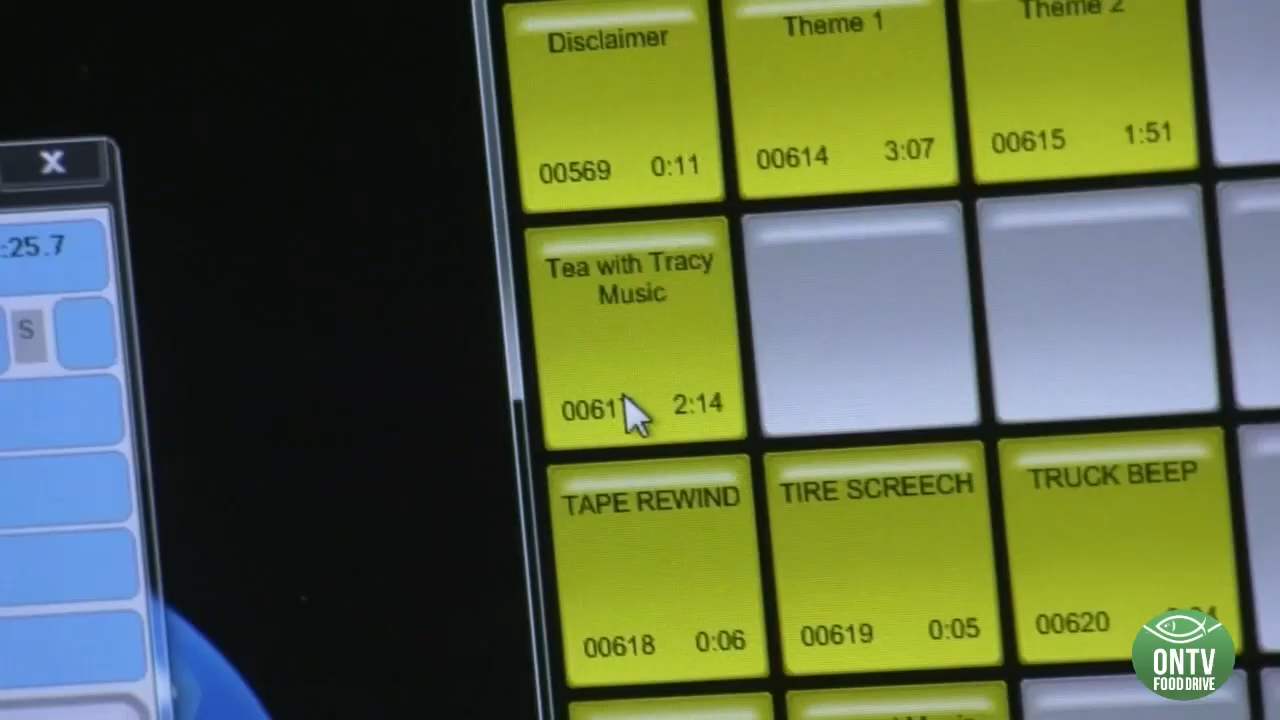 Disclaimer
00569 0:11
Theme 1
00614 3:07
Theme 2
00615 1:51
X
:25.7
S
Tea with Tracy
Music
2:14
TAPE REWIND
00618 0:06
TIRE SCREECH
00619 0:05
TRUCK BEEP
00620
ONTV
FOOD DRIVE